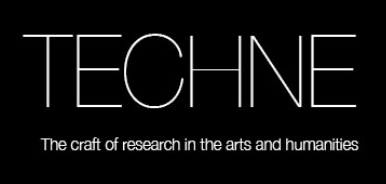 TECHNE
The craft of research in the arts and humanities